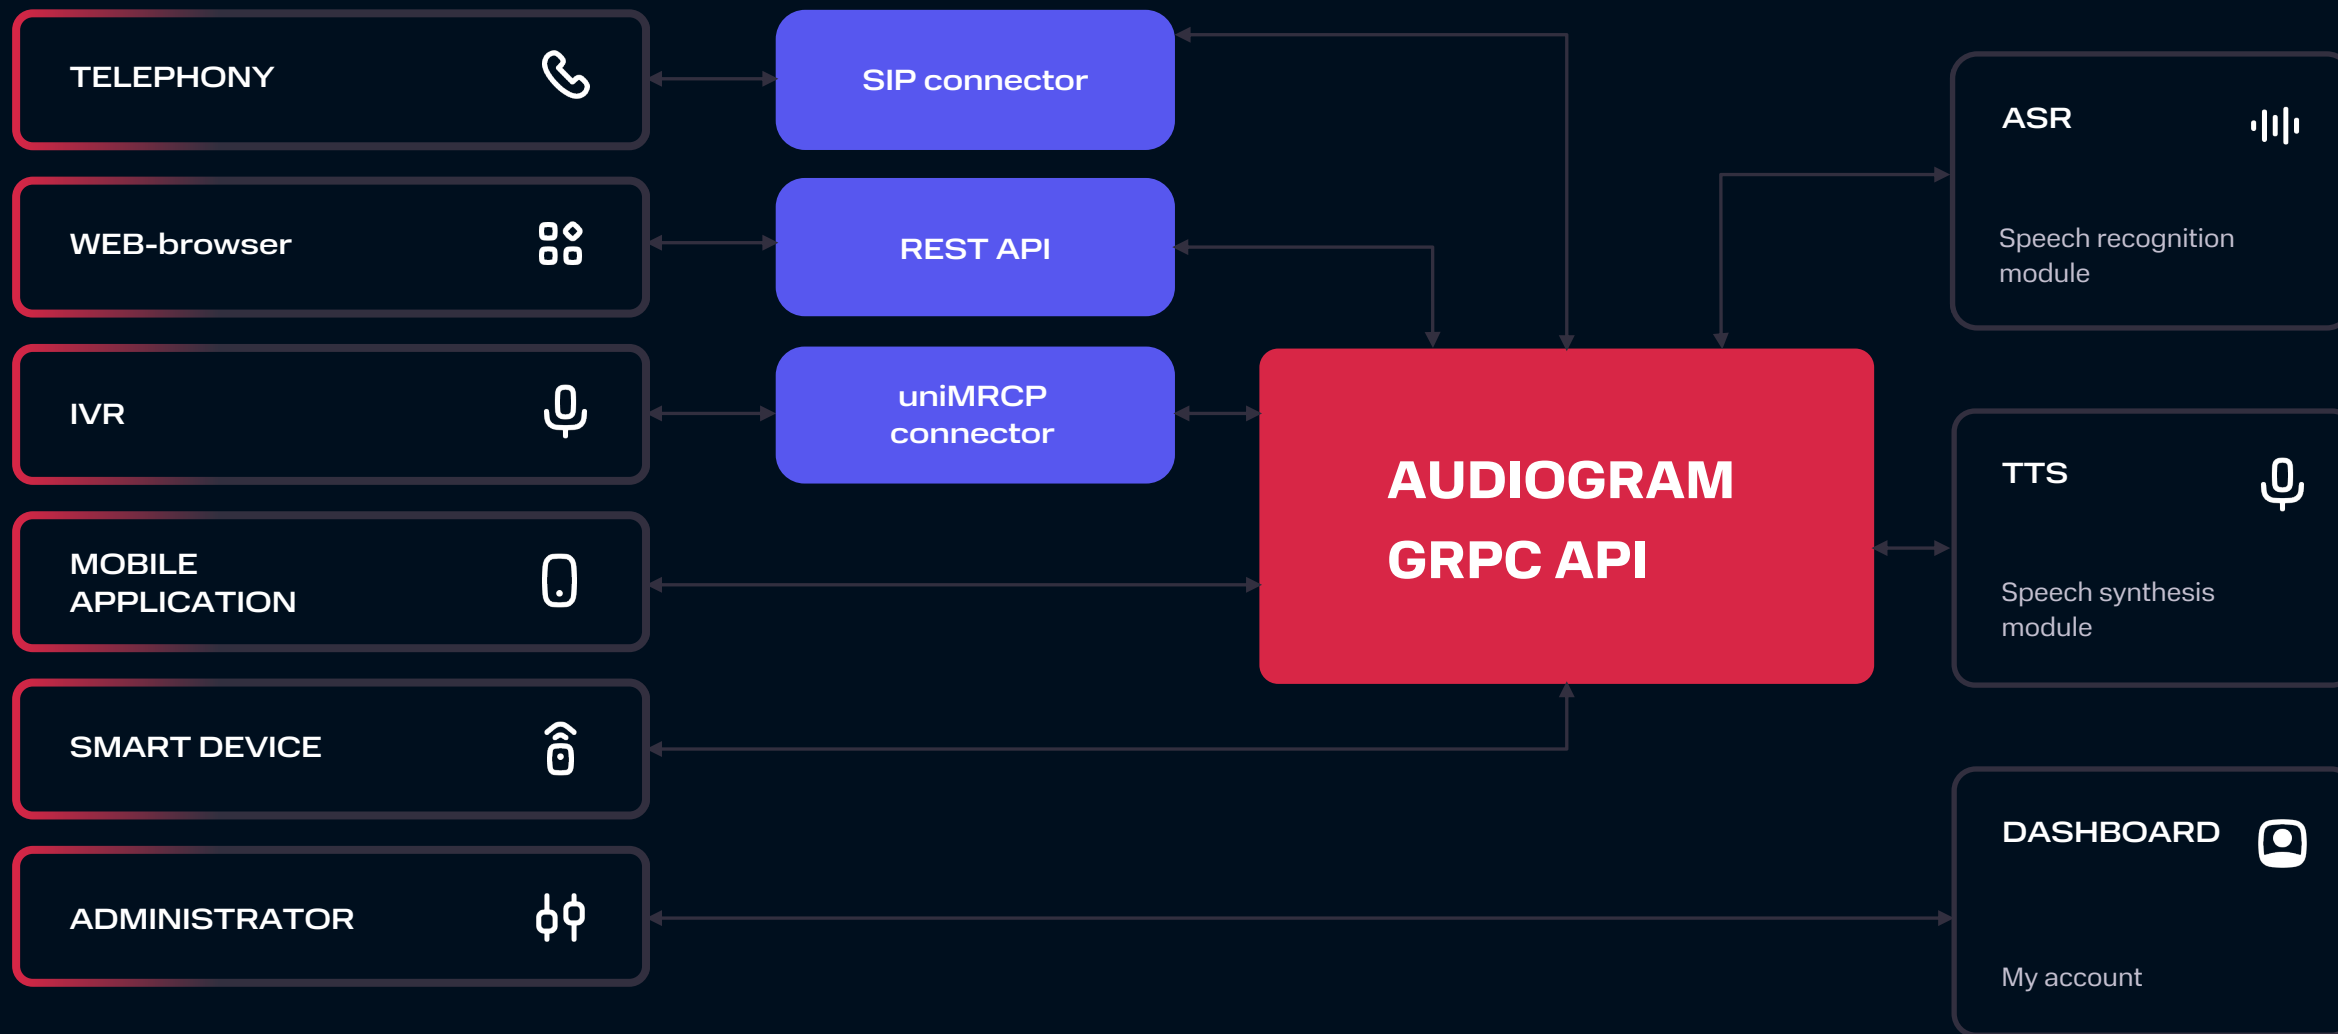 TELEPHONY
WEB-browser
IVR
MOBILE
APPLICATION
SMART DEVICE
ADMINISTRATOR
SIP connector
REST API
uniMRCP
connector
AUDIOGRAM
GRPC API
ASR
Speech recognition
module
TTS
Speech synthesis
module
DASHBOARD
My account